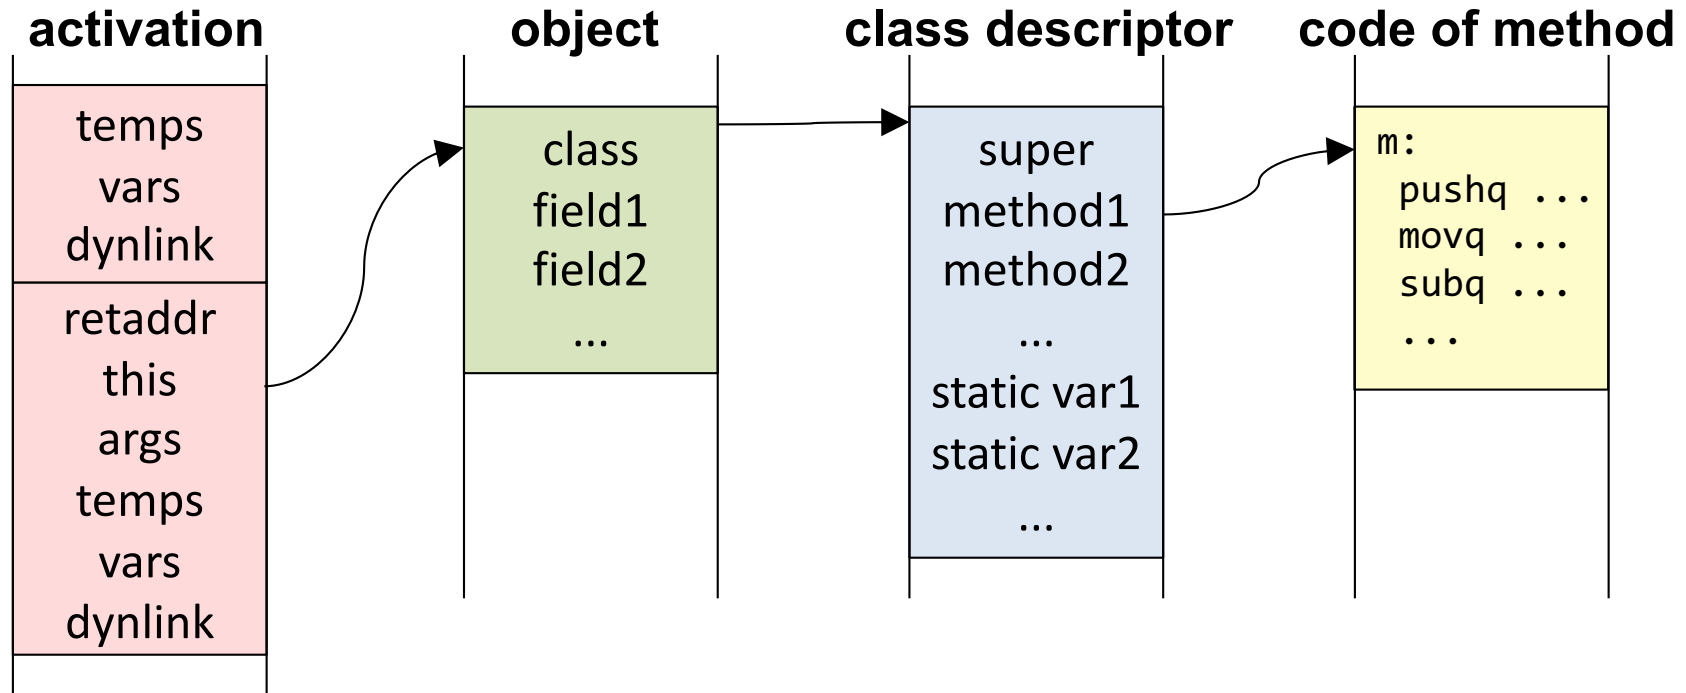 activation
temps
vars
dynlink
retaddr
this
args
temps
vars
dynlink
object
class
field1
field2
...
class descriptor
super
method1
method2
...
static var1
static var2
...
code of method
m:
pushq ...
movq ...
subq ...
...